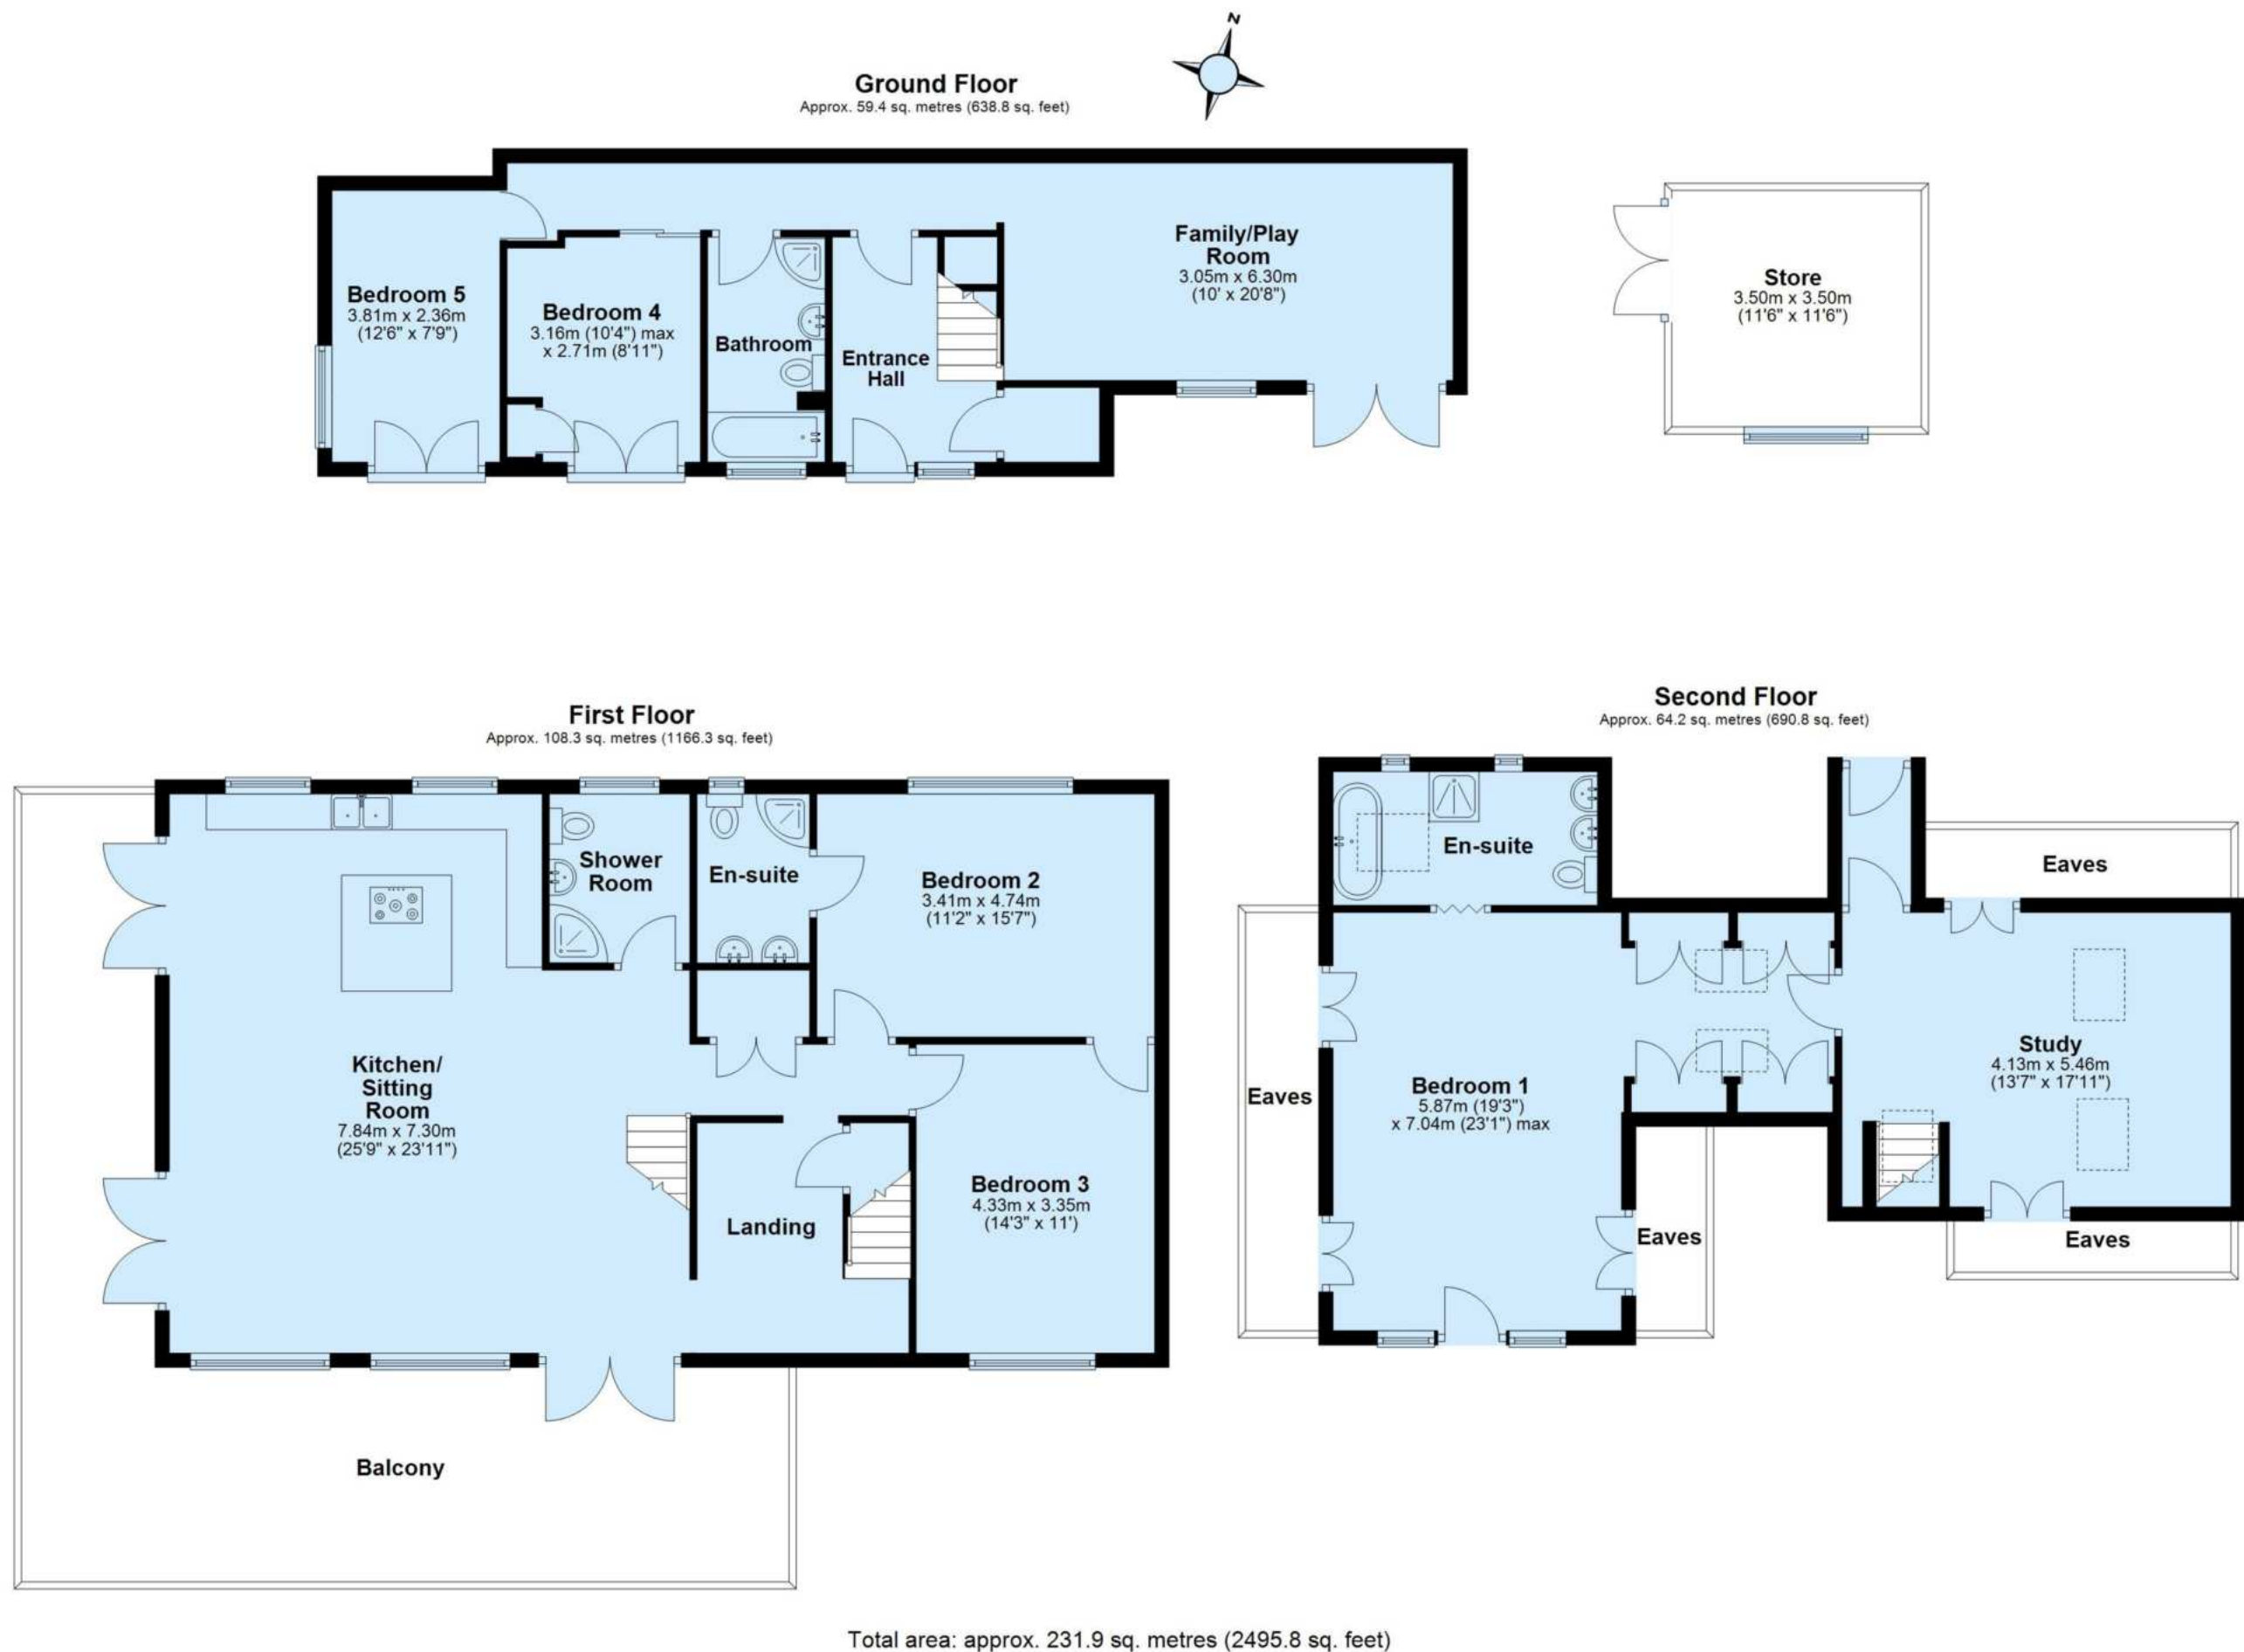 N
Ground Floor
Approx. 59.4 sq. metres (638.8 sq. feet)
Bedroom 5
3.81m x 2.36m
(12'6" x 7'9")
Bedroom 4
3.16m (10'4") max
x 2.71m (8'11")
Bathroom
Entrance
Hall
Family/Play
Room
3.05m x 6.30m
(10' x 20'8")
Store
3.50m x 3.50m
(11'6" x 11'6")
First Floor
Approx. 108.3 sq. metres (1166.3 sq. feet)
Shower
Room
En-suite
Bedroom 2
3.41m x 4.74m
(11'2" x 15'7")
Kitchen/
Sitting
Room
7.84m x 7.30m
(25'9" x 23'11")
Landing
Bedroom 3
4.33m x 3.35m
(14'3" x 11')
Balcony
Second Floor
Approx. 64.2 sq. metres (690.8 sq. feet)
En-suite
Eaves
Eaves
Bedroom 1
5.87m (19'3")
x 7.04m (23'1") max
Study
4.13m x 5.46m
(13'7" x 17'11")
Eaves
Eaves
Total area: approx. 231.9 sq. metres (2495.8 sq. feet)